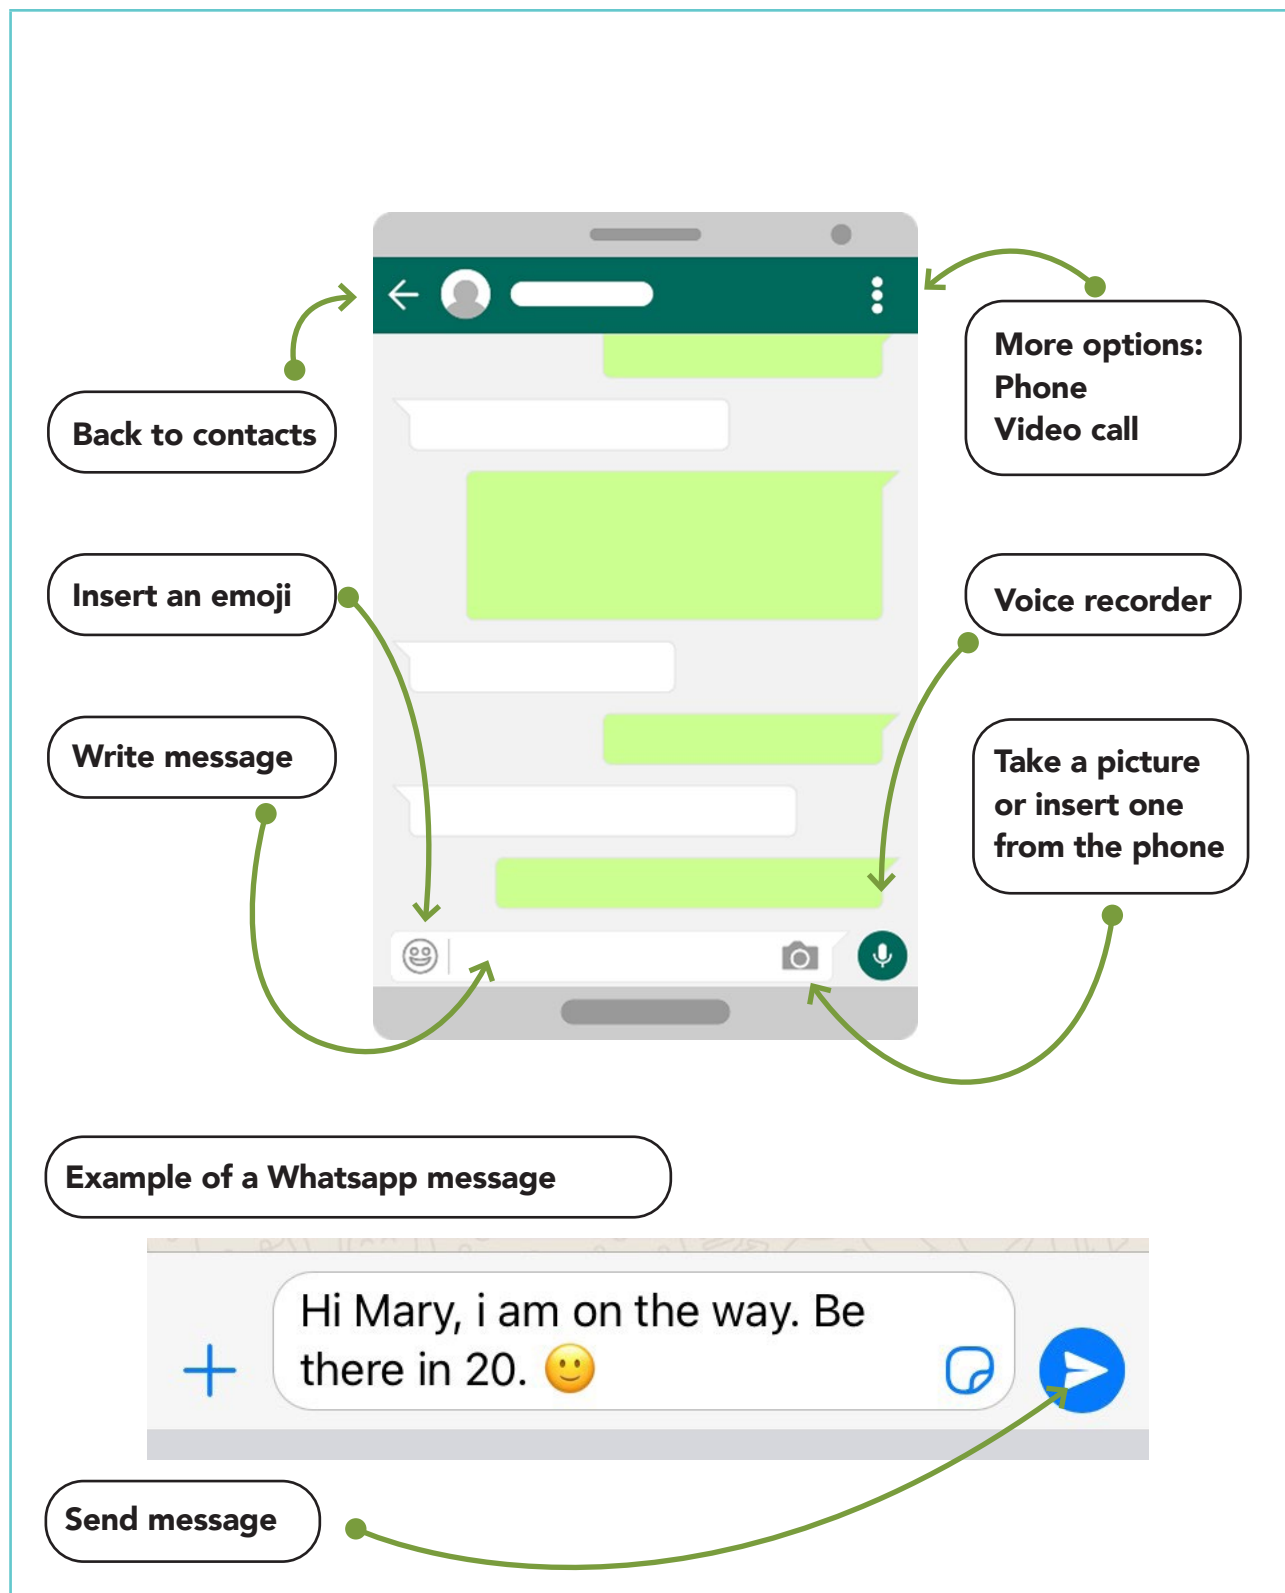 More options:
Phone
Video call
Back to contacts
Insert an emoji
Voice recorder
Write message
Take a picture
or insert one
from the phone
Example of a Whatsapp message
Hi Mary, i am on the way. Be
there in 20. 🙂
Send message